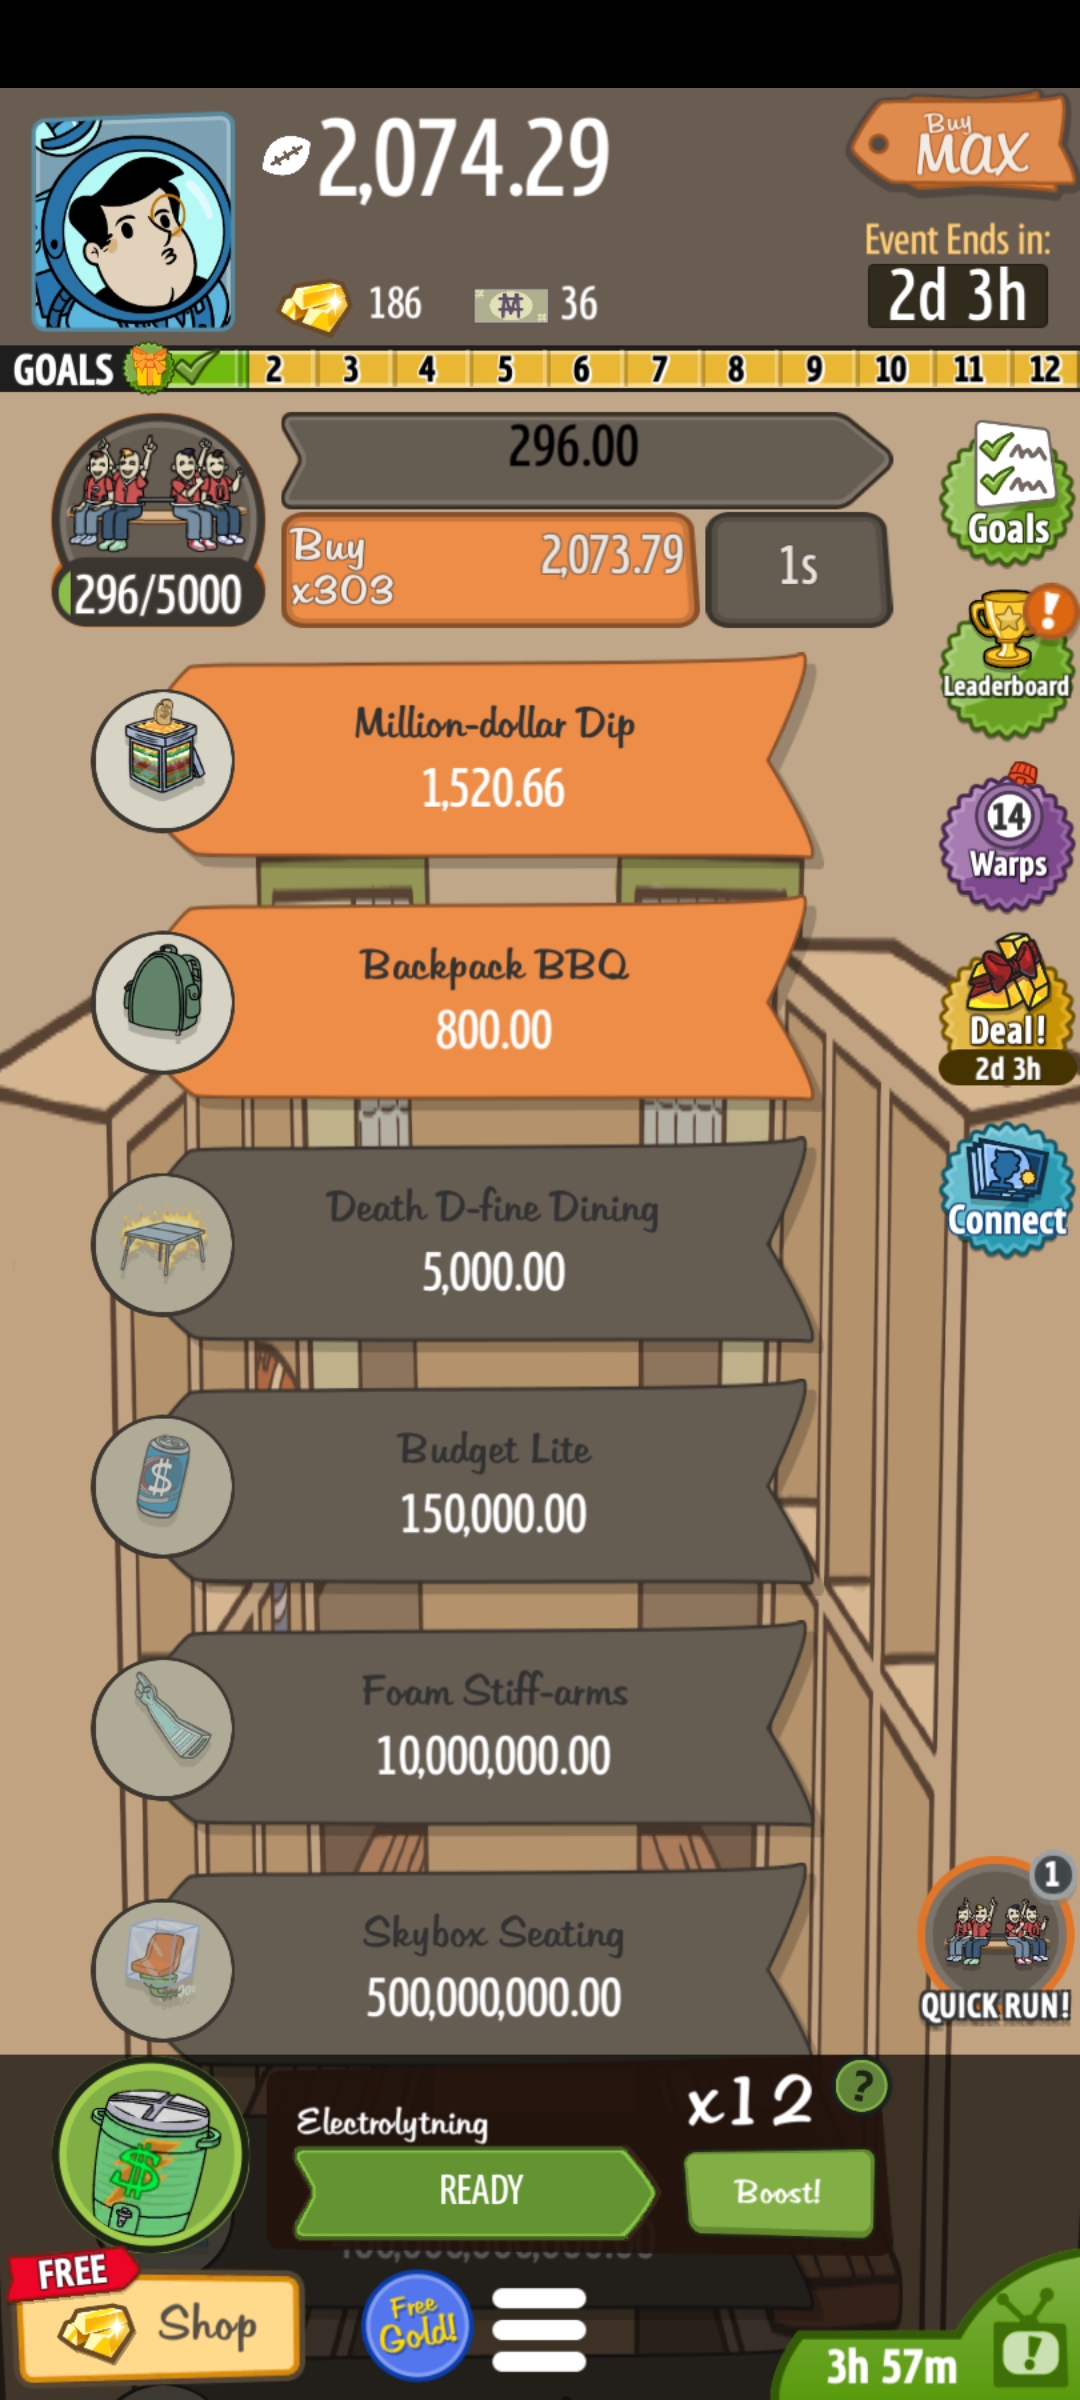 2,074.29
Buy
MAX
186
36
Event Ends in:
2d 3h
GOALS 2 3 4 5 6 7 8 9 10 11 12
296.00
296/5000
Buy
x303
2,073.79
1s
Goals
Leaderboard
Million-dollar Dip
1,520.66
14
Warps
Backpack BBQ
800.00
Deal!
2d 3h
Death D-fine Dining
5,000.00
Connect
Budget Lite
150,000.00
Foam Stiff-arms
10,000,000.00
Skybox Seating
500,000,000.00
1
QUICK RUN!
Electrolytning
x12
?
READY
Boost!
FREE
Shop
Free
Gold!
3h 57m